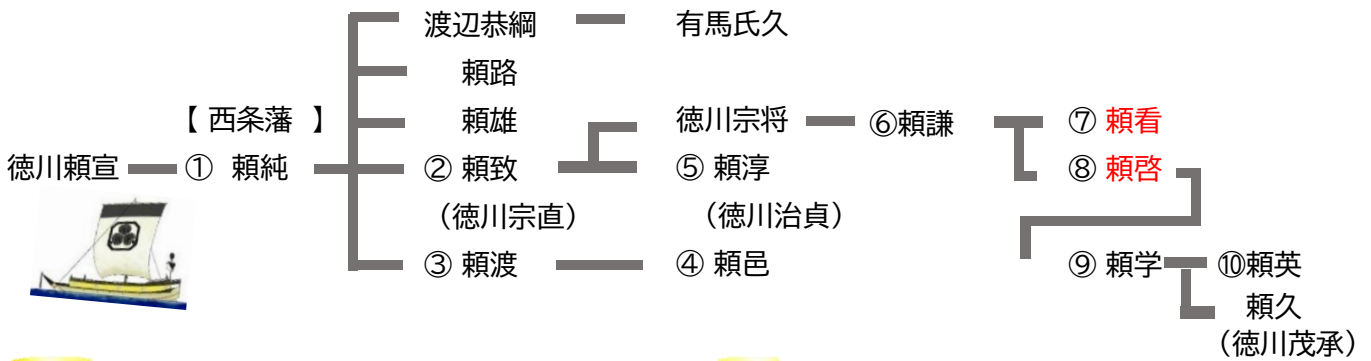 渡辺恭綱 有馬氏久
頼路
【 西条藩 】 頼雄 徳川宗将 ⑥頼謙 ⑦ 頼看
徳川頼宣 ① 頼純 ② 頼致 ⑤ 頼淳 ⑧ 頼啓
（徳川宗直） （徳川治貞）
③ 頼渡 ④ 頼邑 ⑨ 頼学 ⑩頼英
頼久
（徳川茂承）